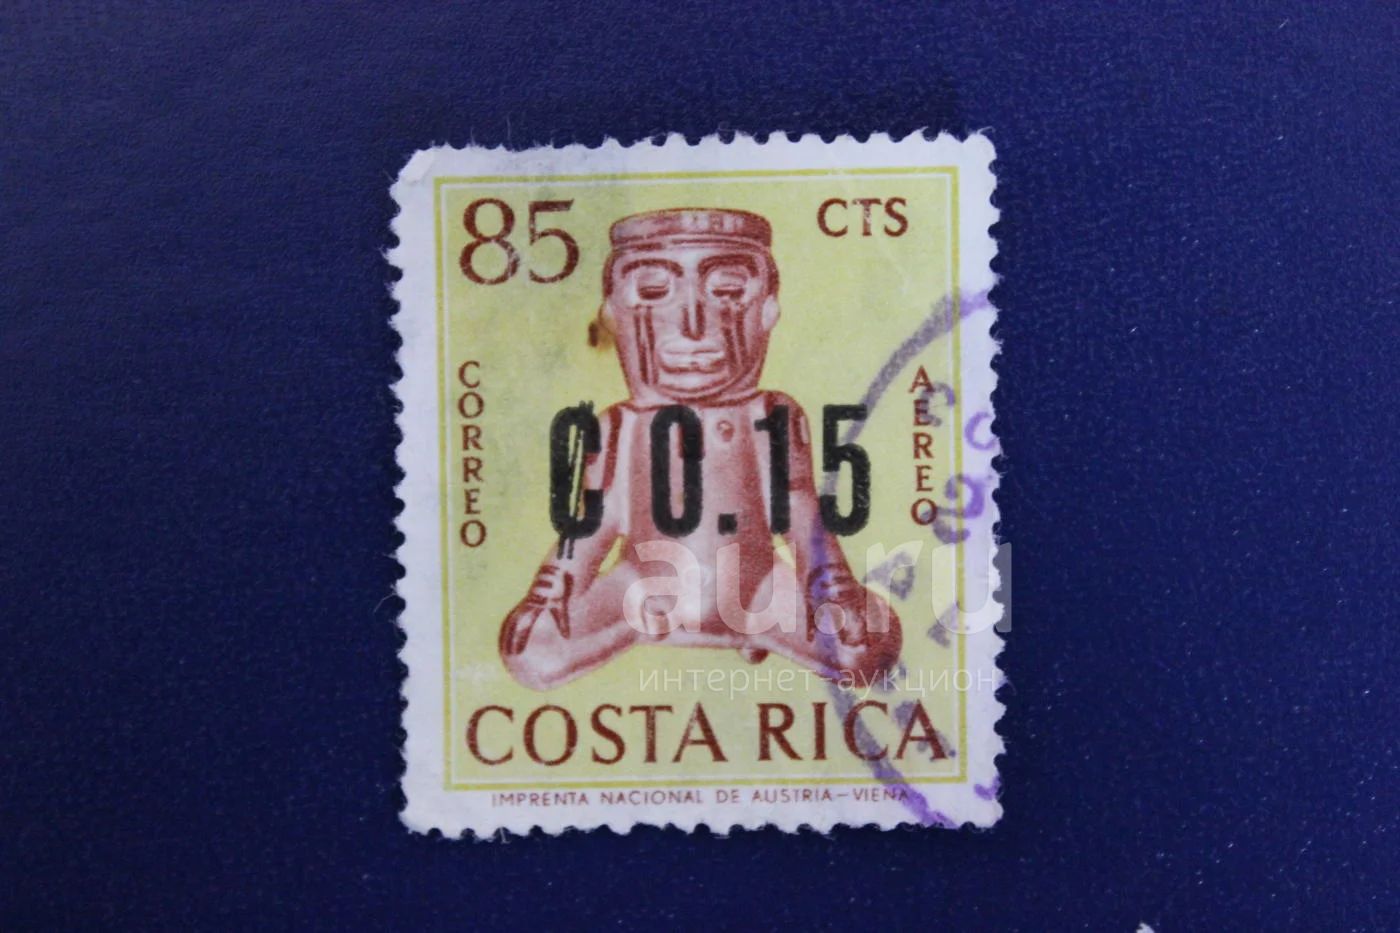 85 CTS
CORREO
AEREO
₡0.15
COSTA RICA
IMPRENTA NACIONAL DE AUSTRIA–VIENA
au.ru
интернет-аукцион